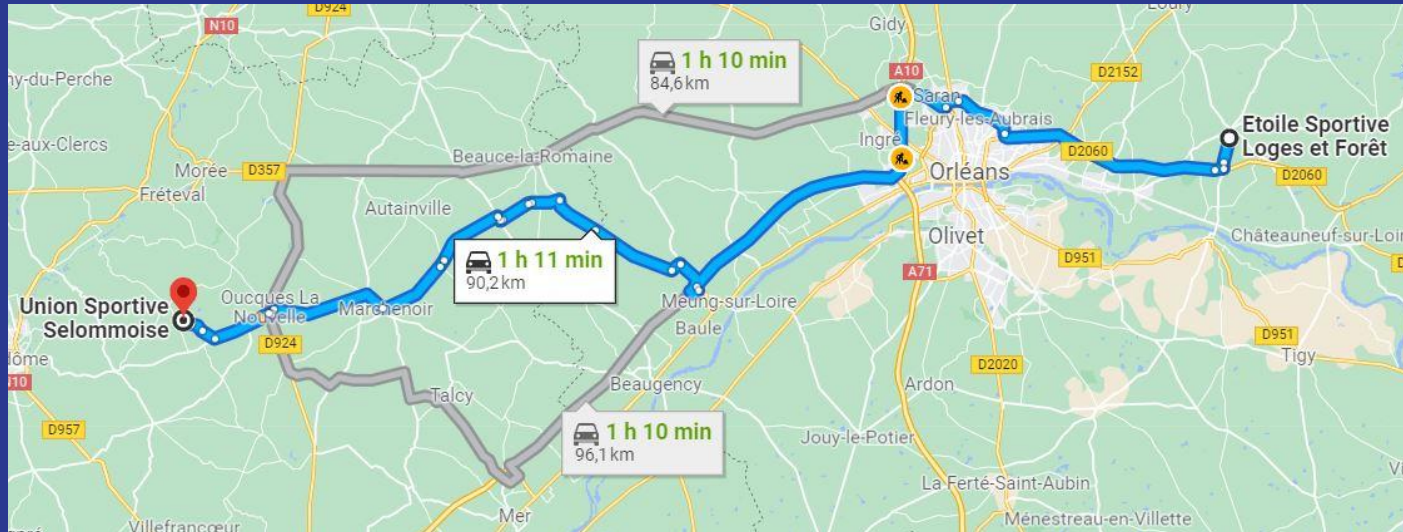 D924
Loury
N10
Gidy
1 h 10 min
84,6 km
A10
D2152
ny-du-Perche
Saran
Fleury-les-Aubrais
Etoile Sportive
Loges et Forêt
e-aux-Clercs
Ingré
Beauce-la-Romaine
D2060
Morée
D357
Orléans
D2060
Fréteval
Autainville
Olivet
Châteauneuf-sur-Loir
1 h 11 min
90,2 km
D951
A71
Union Sportive
Selommoise
Oucques La
Nouvelle
Marchenoir
Meung-sur-Loire
Baule
D924
D951
Tigy
dôme
D2020
N10
Talcy
Beaugency
Ardon
D957
1 h 10 min
96,1 km
Jouy-le-Potier
La Ferté-Saint-Aubin
Mer
Ménestreau-en-Villette
Villefrancœur